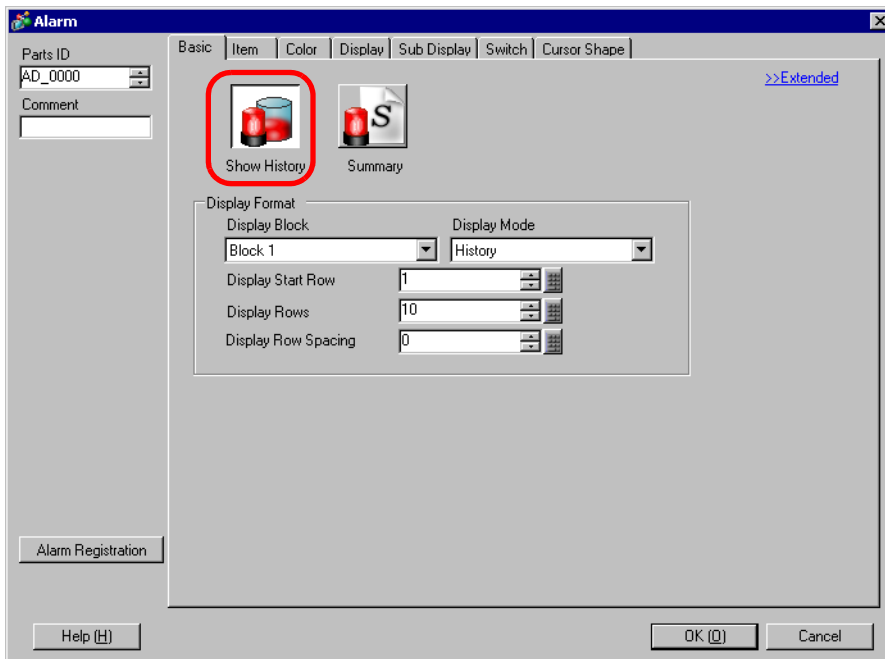 Alarm
Parts ID
AD_0000
Comment
Basic Item Color Display Sub Display Switch Cursor Shape
>>Extended
S
Show History Summary
Display Format
Display Block Display Mode
Block 1 History
Display Start Row 1
Display Rows 10
Display Row Spacing 0
Alarm Registration
Help (H) OK (O) Cancel